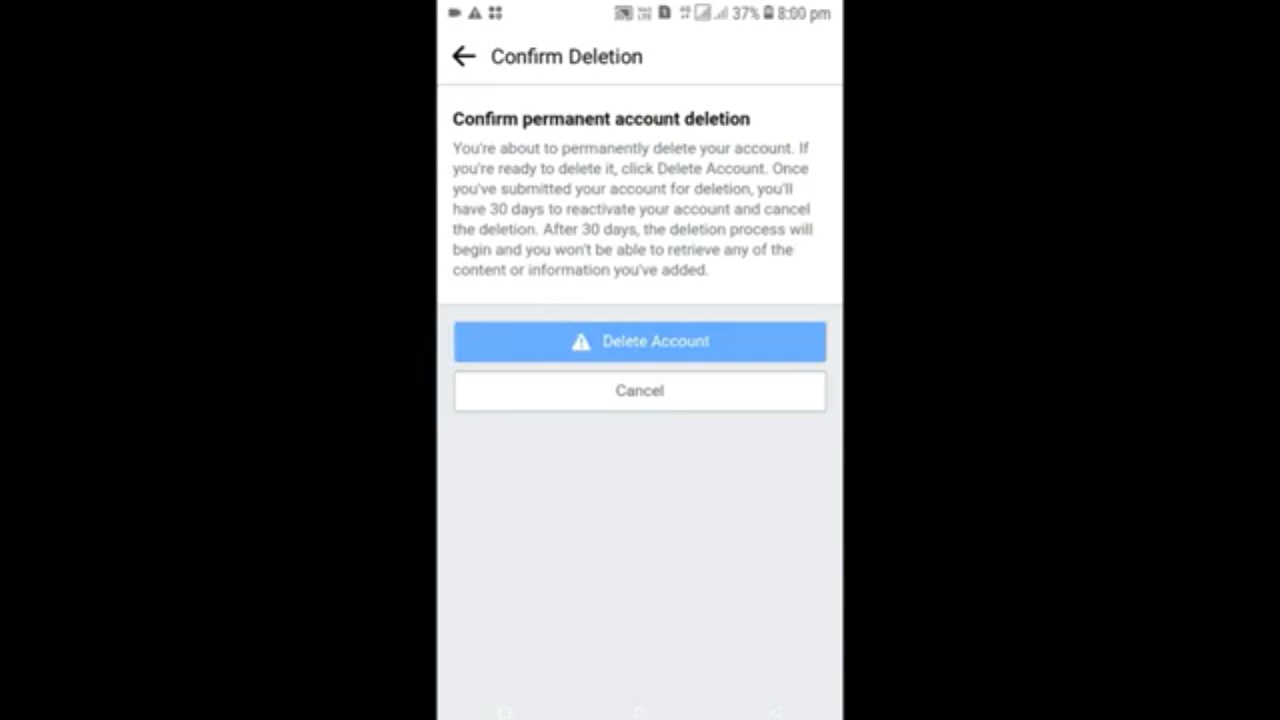 37% 8:00 pm
Confirm Deletion
Confirm permanent account deletion
You're about to permanently delete your account. If
you're ready to delete it, click Delete Account. Once
you've submitted your account for deletion, you'll
have 30 days to reactivate your account and cancel
the deletion. After 30 days, the deletion process will
begin and you won't be able to retrieve any of the
content or information you've added.
Delete Account
Cancel